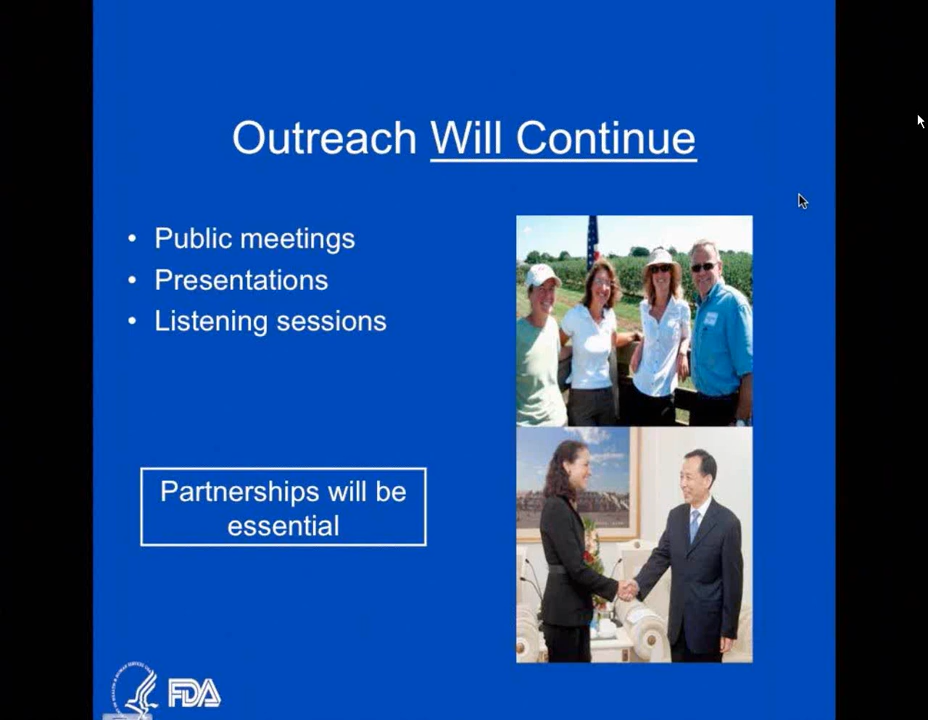 Outreach Will Continue
• Public meetings
• Presentations
• Listening sessions
Partnerships will be
essential
FDA